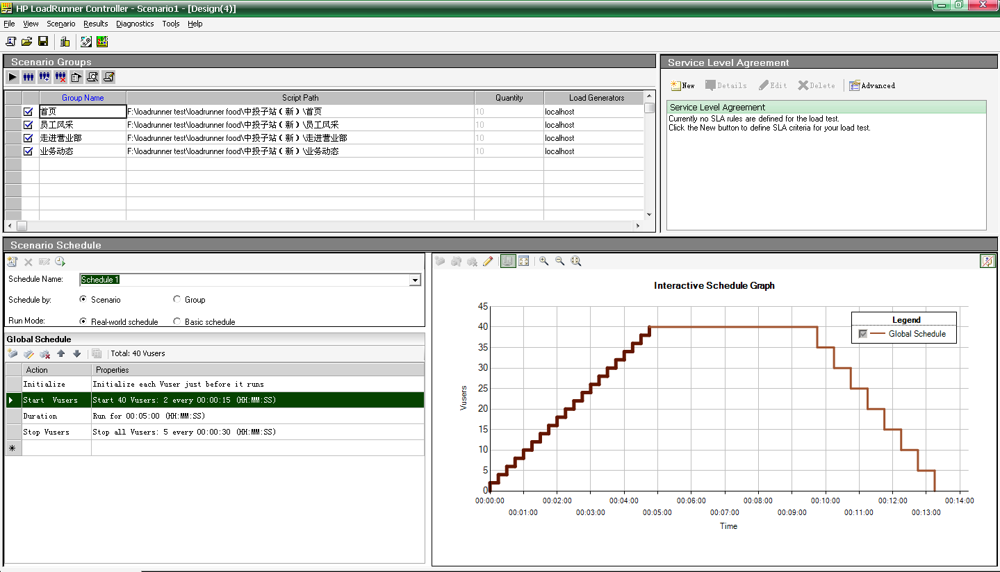 HP LoadRunner Controller - Scenario1 - [Design(4)]
File View Scenario Results Diagnostics Tools Help
Scenario Groups
Group Name Script Path Quantity Load Generators
首页 F:\loadrunner test\loadrunner food\中投子站（新）\首页 10 localhost
员工风采 F:\loadrunner test\loadrunner food\中投子站（新）\员工风采 10 localhost
走进营业部 F:\loadrunner test\loadrunner food\中投子站（新）\走进营业部 10 localhost
业务动态 F:\loadrunner test\loadrunner food\中投子站（新）\业务动态 10 localhost
Service Level Agreement
New Details Edit Delete Advanced
Service Level Agreement
Currently no SLA rules are defined for the load test.
Click the New button to define SLA criteria for your load test.
Scenario Schedule
Schedule Name: Schedule 1
Schedule by: Scenario Group
Run Mode: Real-world schedule Basic schedule
Global Schedule
Total: 40 Vusers
Action Properties
Initialize Initialize each Vuser just before it runs
Start Vusers Start 40 Vusers: 2 every 00:00:15 (HH:MM:SS)
Duration Run for 00:05:00 (HH:MM:SS)
Stop Vusers Stop all Vusers: 5 every 00:00:30 (HH:MM:SS)
Interactive Schedule Graph
Legend
Global Schedule
45
40
35
30
25
20
15
10
5
0
Vusers
00:00:00 00:02:00 00:04:00 00:06:00 00:08:00 00:10:00 00:12:00 00:14:00
00:01:00 00:03:00 00:05:00 00:07:00 00:09:00 00:11:00 00:13:00
Time